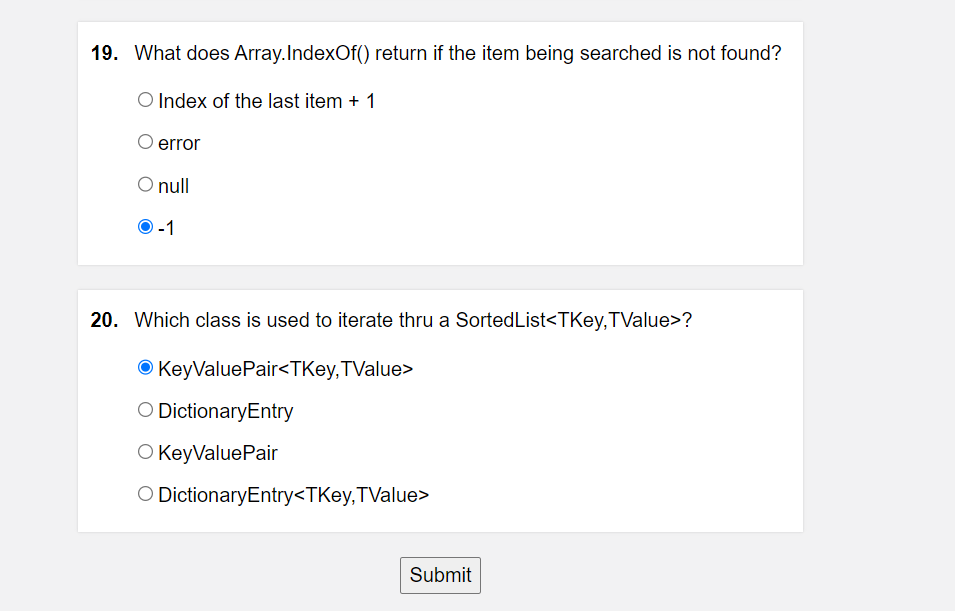 19. What does Array.IndexOf() return if the item being searched is not found?
Index of the last item + 1
error
null
-1
20. Which class is used to iterate thru a SortedList<TKey,TValue>?
KeyValuePair<TKey,TValue>
DictionaryEntry
KeyValuePair
DictionaryEntry<TKey,TValue>
Submit